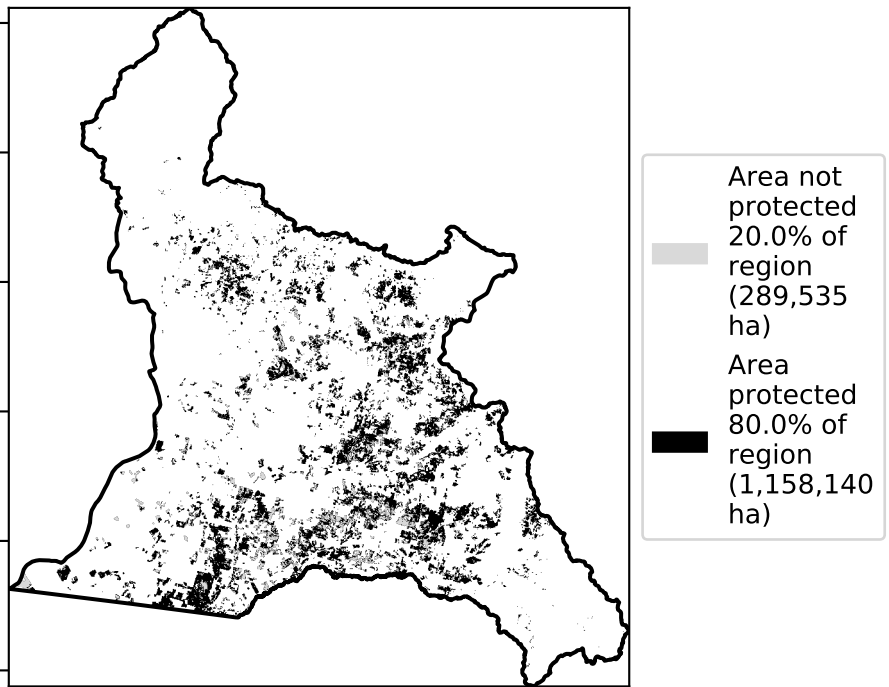 Area not
protected
20.0% of
region
(289,535
ha)
Area
protected
80.0% of
region
(1,158,140
ha)